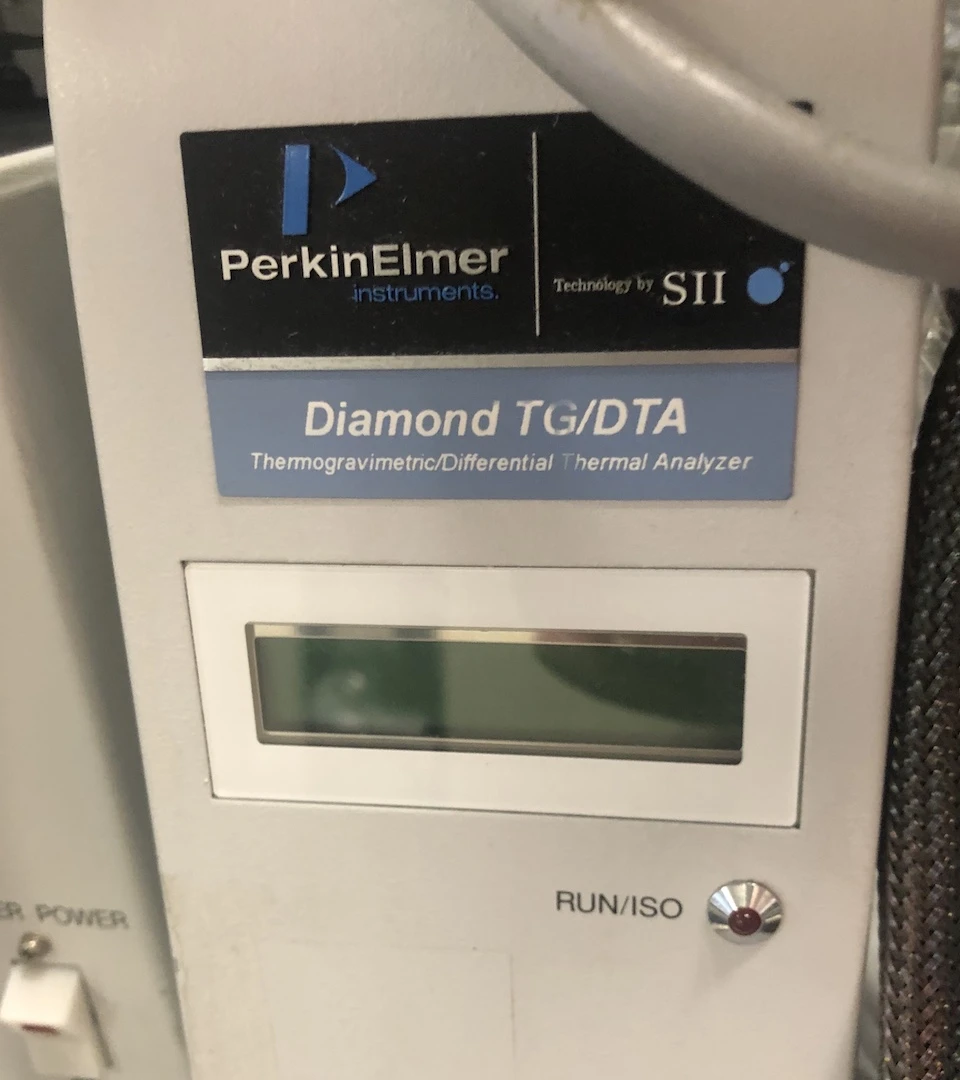 PerkinElmer
instruments.
Technology by SII
Diamond TG/DTA
Thermogravimetric/Differential Thermal Analyzer
RUN/ISO
POWER